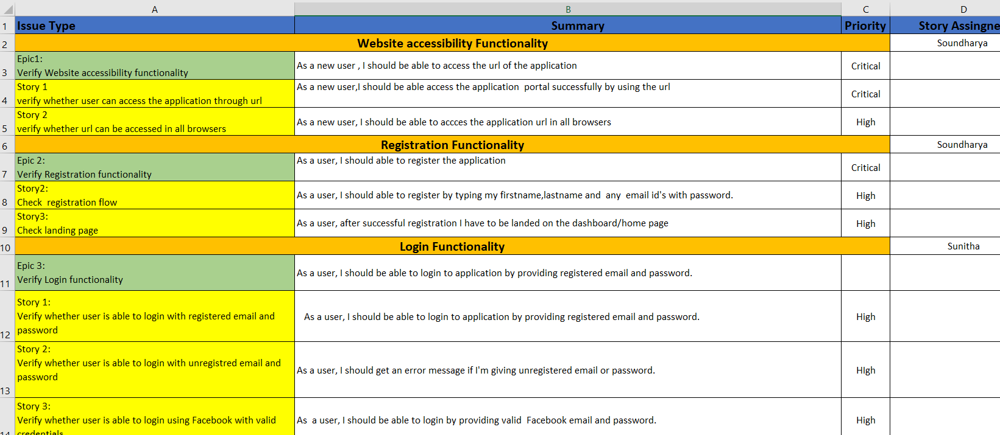 A B C D
1 Issue Type Summary Priority Story Assingne
2 Website accessibility Functionality Soundharya
Epic1:
3 Verify Website accessibility functionality As a new user , I should be able to access the url of the application Critical
Story 1
4 verify whether user can access the application through url As a new user,I should be able access the application  portal successfully by using the url Critical
Story 2
5 verify whether url can be accessed in all browsers As a new user, I should be able to accces the application url in all browsers High
6 Registration Functionality Soundharya
Epic 2:
7 Verify Registration functionality As a user, I should able to register the application Critical
Story2:
8 Check  registration flow As a user, I should able to register by typing my firstname,lastname and  any  email id's with password. High
Story3:
9 Check landing page As a user, after successful registration I have to be landed on the dashboard/home page High
10 Login Functionality Sunitha
Epic 3:
11 Verify Login functionality As a user, I should be able to login to application by providing registered email and password.
Story 1:
Verify whether user is able to login with registered email and
12 password As a user, I should be able to login to application by providing registered email and password. High
Story 2:
Verify whether user is able to login with unregistred email and
password As a user, I should get an error message if I'm giving unregistered email or password. HIgh
13
Story 3:
Verify whether user is able to login using Facebook with valid
14 credentials As  a user, I should be able to login by providing valid  Facebook email and password. High